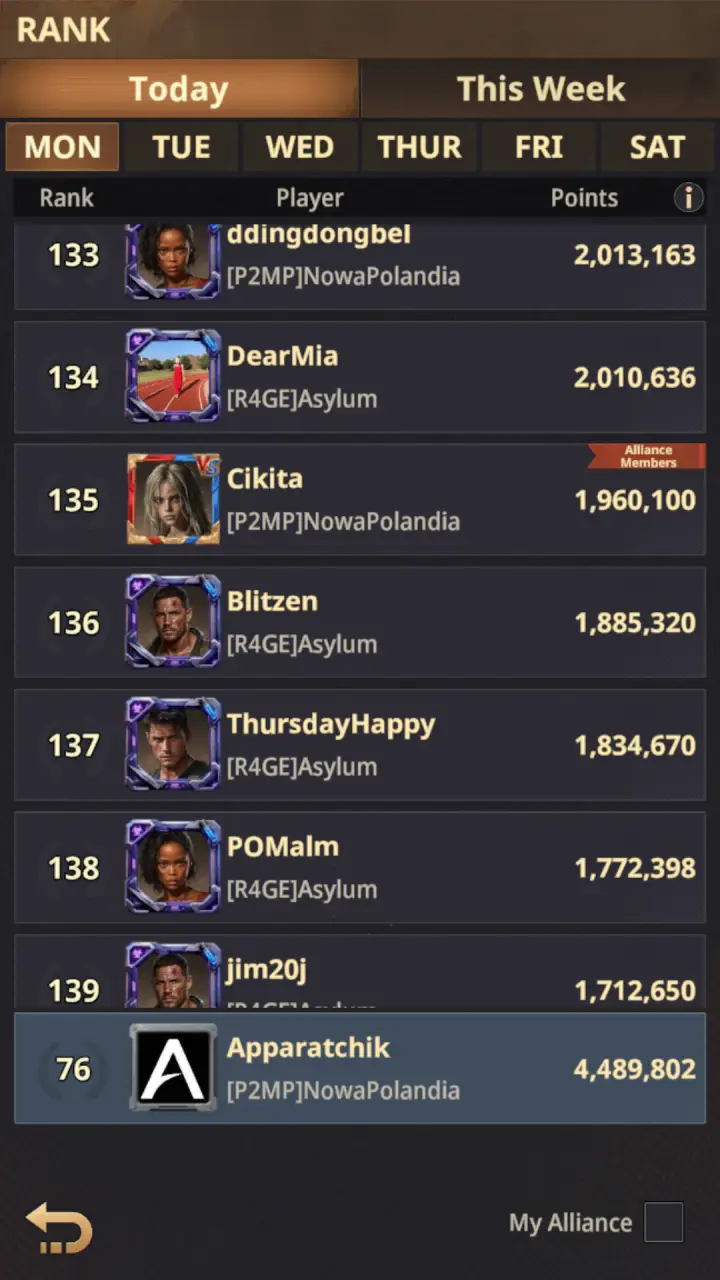 RANK
Today
This Week
MON
TUE
WED
THUR
FRI
SAT
Rank
Player
Points
i
133
ddingdongbel
[P2MP]NowaPolandia
2,013,163
134
DearMia
[R4GE]Asylum
2,010,636
135
VS
Cikita
[P2MP]NowaPolandia
Alliance
Members
1,960,100
136
Blitzen
[R4GE]Asylum
1,885,320
137
ThursdayHappy
[R4GE]Asylum
1,834,670
138
POMalm
[R4GE]Asylum
1,772,398
139
jim20j
[R4GE]Asylum
1,712,650
76
A
Apparatchik
[P2MP]NowaPolandia
4,489,802
My Alliance